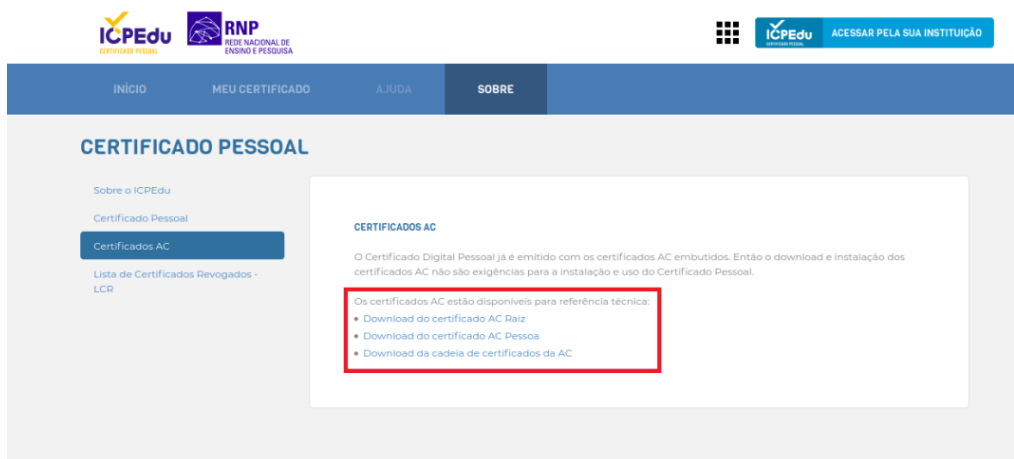 ICPEdu
CERTIFICADO PESSOAL
RNP
REDE NACIONAL DE
ENSINO E PESQUISA
ICPEdu
CERTIFICADO PESSOAL
ACESSAR PELA SUA INSTITUIÇÃO
INÍCIO
MEU CERTIFICADO
AJUDA
SOBRE
CERTIFICADO PESSOAL
Sobre o ICPEdu
Certificado Pessoal
Certificados AC
Lista de Certificados Revogados -
LCR
CERTIFICADOS AC
O Certificado Digital Pessoal já é emitido com os certificados AC embutidos. Então o download e instalação dos
certificados AC não são exigências para a instalação e uso do Certificado Pessoal.
Os certificados AC estão disponíveis para referência técnica:
• Download do certificado AC Raiz
• Download do certificado AC Pessoa
• Download da cadeia de certificados da AC